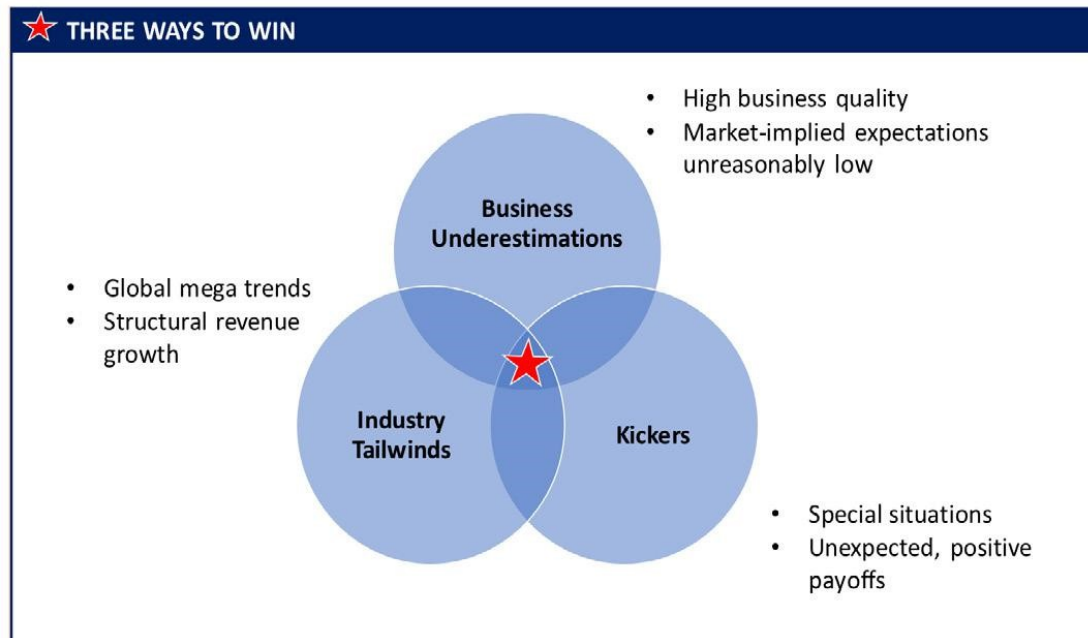 THREE WAYS TO WIN
• High business quality
• Market-implied expectations
unreasonably low
Business
Underestimations
• Global mega trends
• Structural revenue
growth
Industry
Tailwinds
Kickers
• Special situations
• Unexpected, positive
payoffs